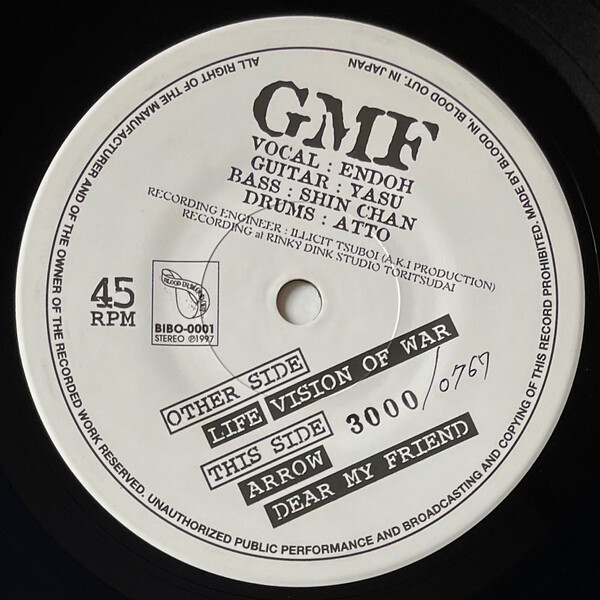 ALL RIGHT OF THE MANUFACTURER AND OF THE OWNER OF THE RECORDED WORK RESERVED. UNAUTHORIZED PUBLIC PERFORMANCE AND BROADCASTING AND COPYING OF THIS RECORD PROHIBITED. MADE BY BLOOD IN, BLOOD OUT. IN JAPAN
GMF
VOCAL : ENDOH
GUITAR : YASU
BASS : SHIN CHAN
DRUMS : ATTO
RECORDING ENGINEER : ILLICIT TSUBOI (A.K.I PRODUCTION)
RECORDING at RINKY DINK STUDIO TORITSUDAI
45
RPM
BIBO-0001
STEREO ℗1997
OTHER SIDE
LIFE VISION OF WAR
THIS SIDE 3000/0767
ARROW
DEAR MY FRIEND